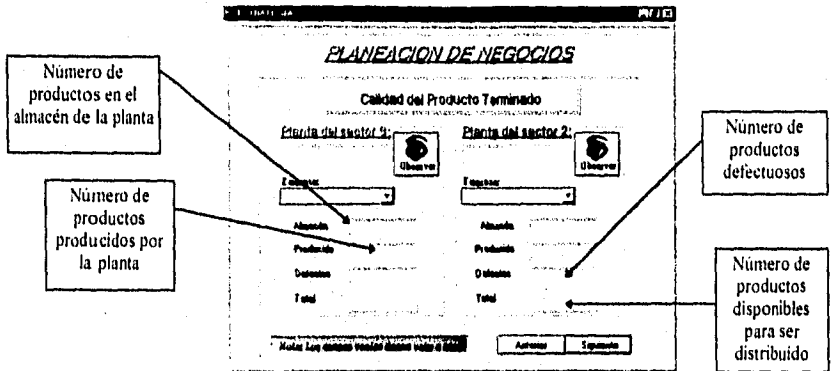 PLANEACION DE NEGOCIOS
Calidad del Producto Terminado
Número de
productos en el
almacén de la planta
Planta del sector 9:
Observar
Planta del sector 2:
Observar
Número de
productos
defectuosos
Número de
productos
producidos por
la planta
Almacén
Producido
Defectos
Total
Almacén
Producido
Defectos
Total
Número de
productos
disponibles
para ser
distribuido
Anterior
Siguiente